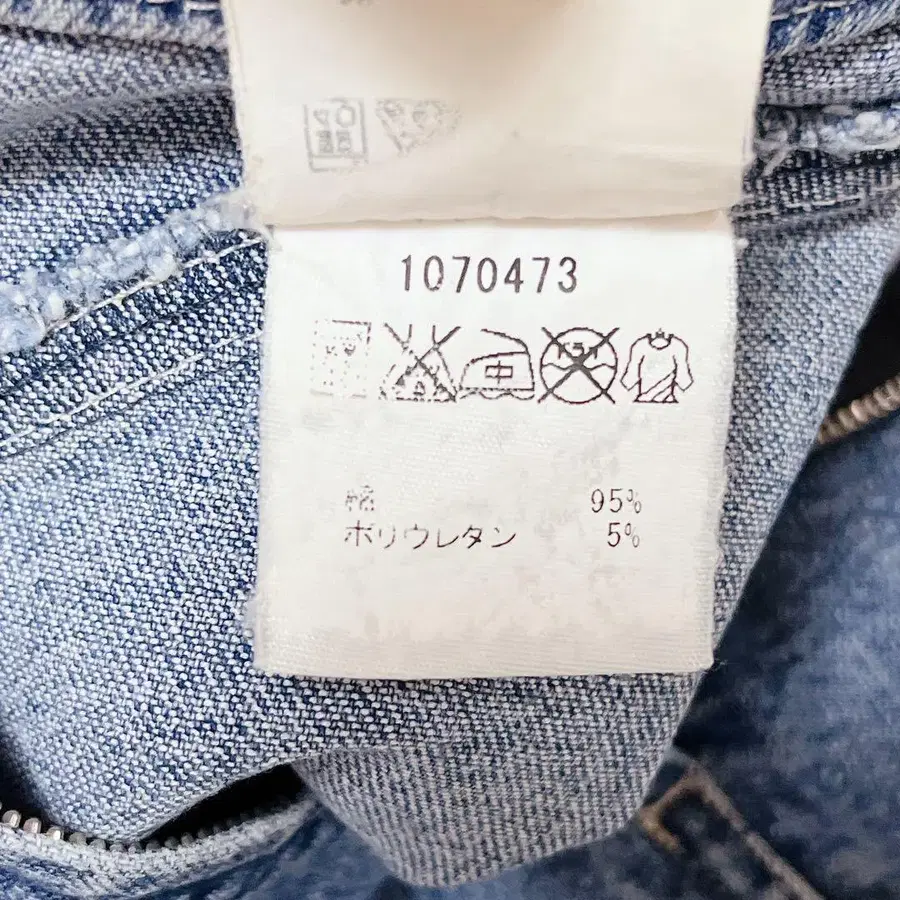 1070473
中
綿 95%
ポリウレタン 5%